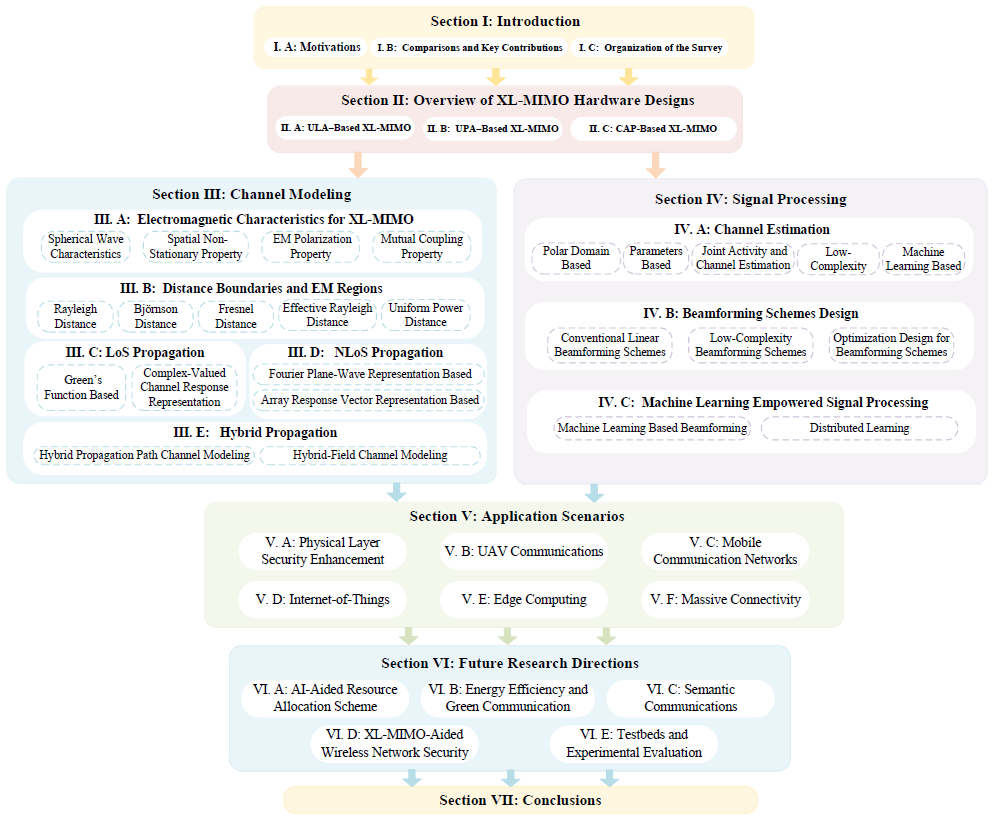 Section I: Introduction
I. A: Motivations
I. B: Comparisons and Key Contributions
I. C: Organization of the Survey
Section II: Overview of XL-MIMO Hardware Designs
II. A: ULA–Based XL-MIMO
II. B: UPA–Based XL-MIMO
II. C: CAP-Based XL-MIMO
Section III: Channel Modeling
III. A: Electromagnetic Characteristics for XL-MIMO
Spherical Wave
Characteristics
Spatial Non-
Stationary Property
EM Polarization
Property
Mutual Coupling
Property
III. B: Distance Boundaries and EM Regions
Rayleigh
Distance
Björnson
Distance
Fresnel
Distance
Effective Rayleigh
Distance
Uniform Power
Distance
III. C: LoS Propagation
Green's
Function Based
Complex-Valued
Channel Response
Representation
III. D: NLoS Propagation
Fourier Plane-Wave Representation Based
Array Response Vector Representation Based
III. E: Hybrid Propagation
Hybrid Propagation Path Channel Modeling
Hybrid-Field Channel Modeling
Section IV: Signal Processing
IV. A: Channel Estimation
Polar Domain
Based
Parameters
Based
Joint Activity and
Channel Estimation
Low-
Complexity
Machine
Learning Based
IV. B: Beamforming Schemes Design
Conventional Linear
Beamforming Schemes
Low-Complexity
Beamforming Schemes
Optimization Design for
Beamforming Schemes
IV. C: Machine Learning Empowered Signal Processing
Machine Learning Based Beamforming
Distributed Learning
Section V: Application Scenarios
V. A: Physical Layer
Security Enhancement
V. B: UAV Communications
V. C: Mobile
Communication Networks
V. D: Internet-of-Things
V. E: Edge Computing
V. F: Massive Connectivity
Section VI: Future Research Directions
VI. A: AI-Aided Resource
Allocation Scheme
VI. B: Energy Efficiency and
Green Communication
VI. C: Semantic
Communications
VI. D: XL-MIMO-Aided
Wireless Network Security
VI. E: Testbeds and
Experimental Evaluation
Section VII: Conclusions